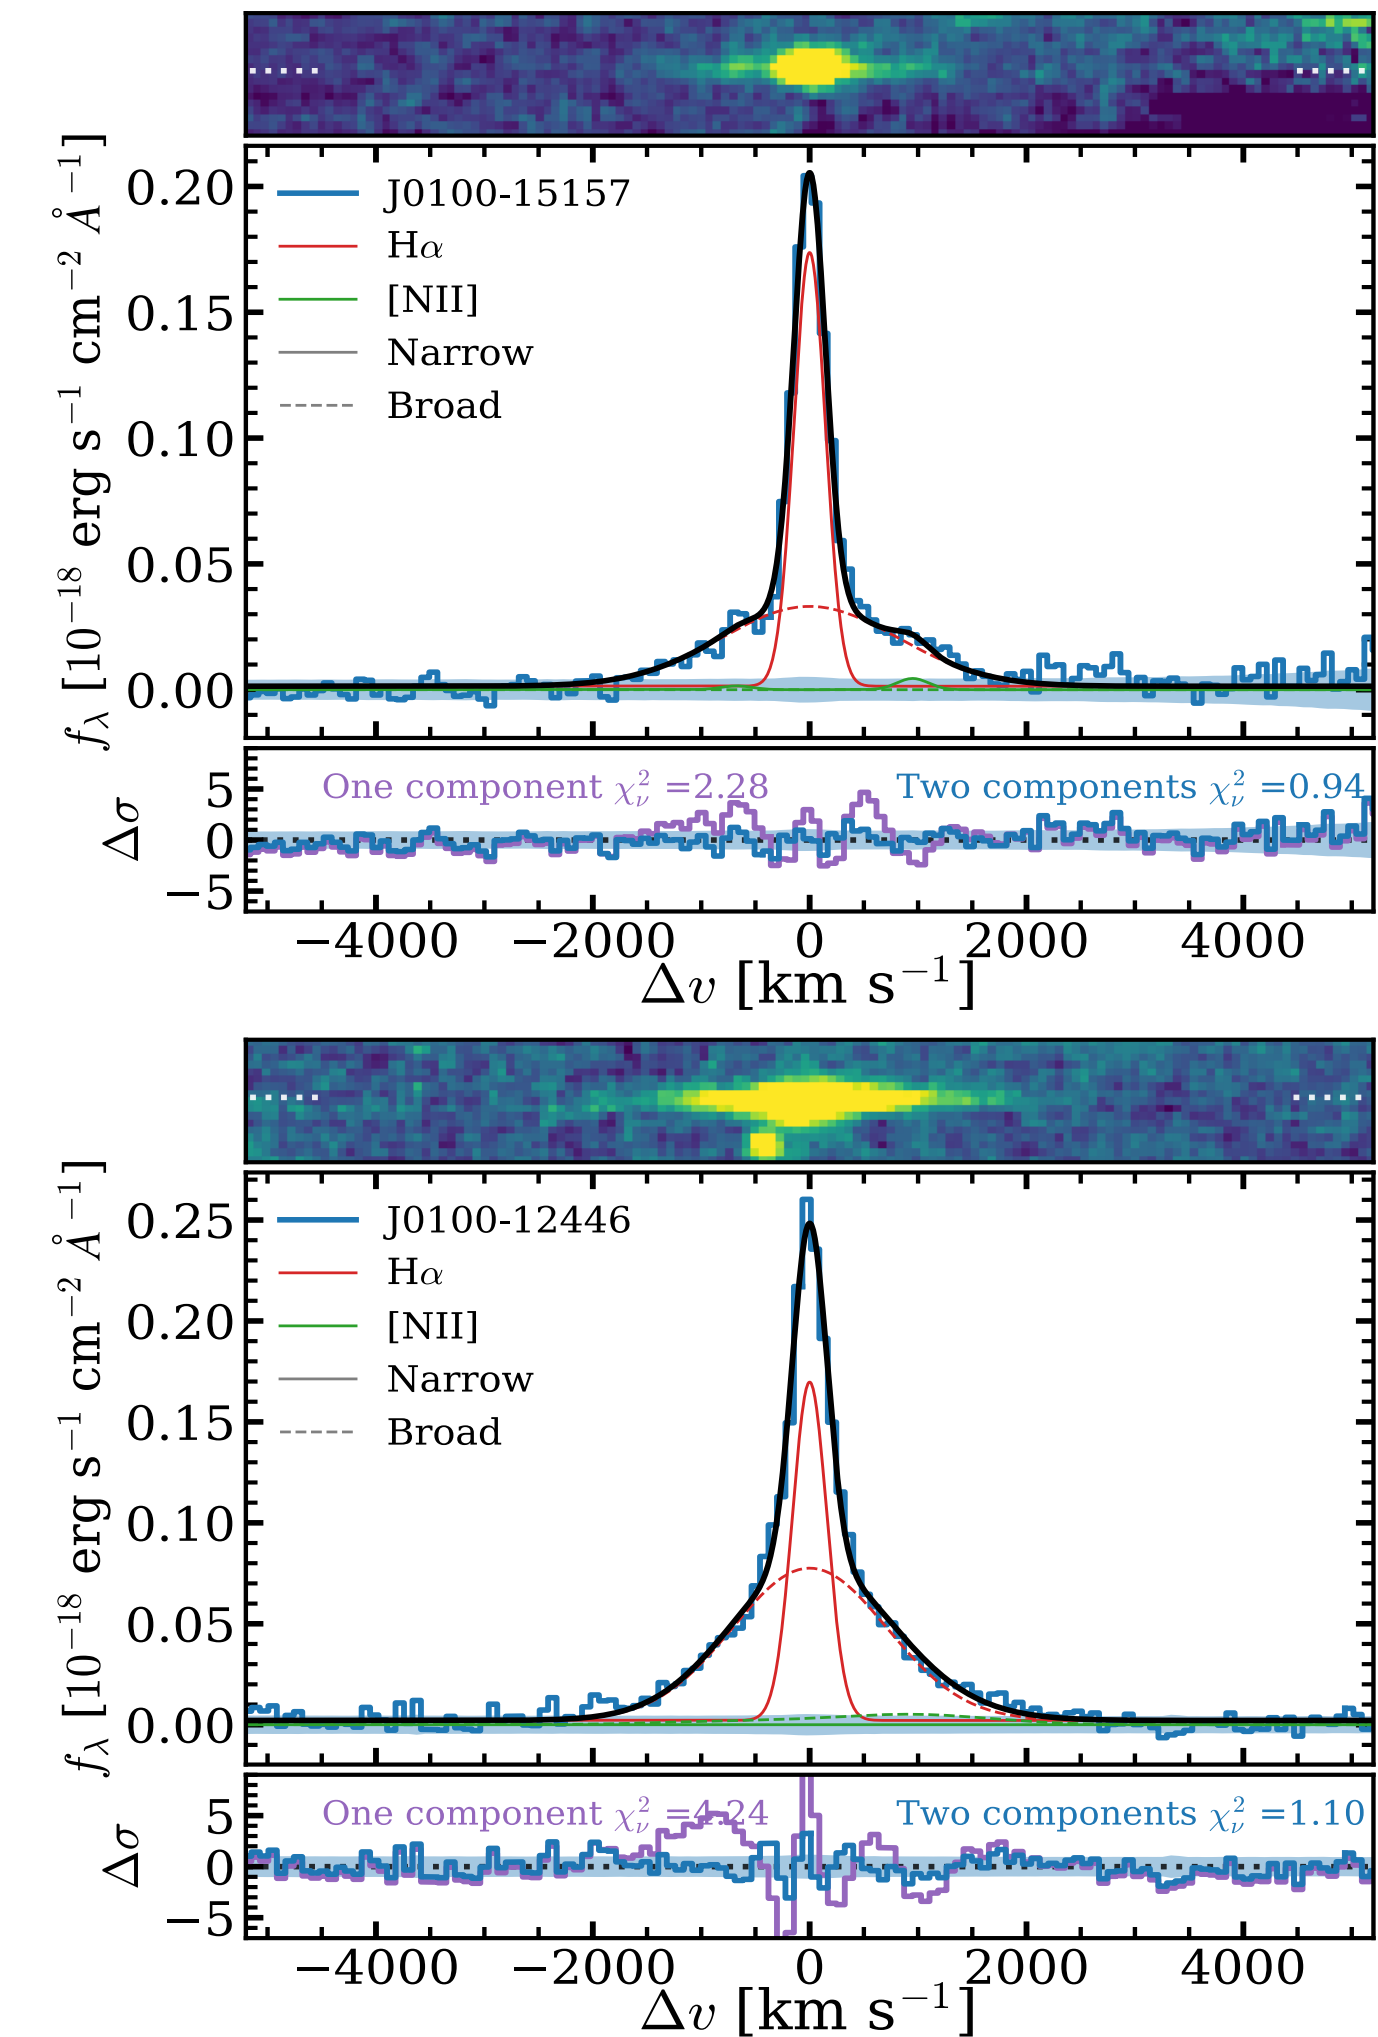 0.20
0.15
0.10
0.05
0.00
f_λ [10⁻¹⁸ erg s⁻¹ cm⁻² Å⁻¹]
J0100-15157
Hα
[NII]
Narrow
Broad
5
0
−5
Δσ
One component χ²_ν =2.28
Two components χ²_ν =0.94
−4000 −2000 0 2000 4000
Δv [km s⁻¹]
0.25
0.20
0.15
0.10
0.05
0.00
f_λ [10⁻¹⁸ erg s⁻¹ cm⁻² Å⁻¹]
J0100-12446
Hα
[NII]
Narrow
Broad
5
0
−5
Δσ
One component χ²_ν =4.24
Two components χ²_ν =1.10
−4000 −2000 0 2000 4000
Δv [km s⁻¹]